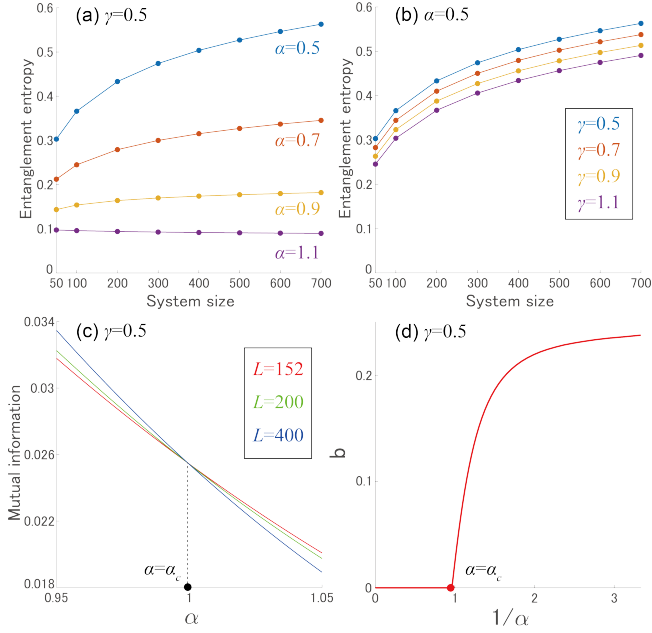 (a) γ=0.5
Entanglement entropy
0.6
0.5
0.4
0.3
0.2
0.1
0
α=0.5
α=0.7
α=0.9
α=1.1
50 100 200 300 400 500 600 700
System size
(b) α=0.5
Entanglement entropy
0.6
0.5
0.4
0.3
0.2
0.1
0
γ=0.5
γ=0.7
γ=0.9
γ=1.1
50 100 200 300 400 500 600 700
System size
(c) γ=0.5
Mutual information
0.034
0.03
0.026
0.022
0.018
L=152
L=200
L=400
α=αc
0.95 1 1.05
α
(d) γ=0.5
b
0.2
0
α=αc
0 1 2 3
1/α